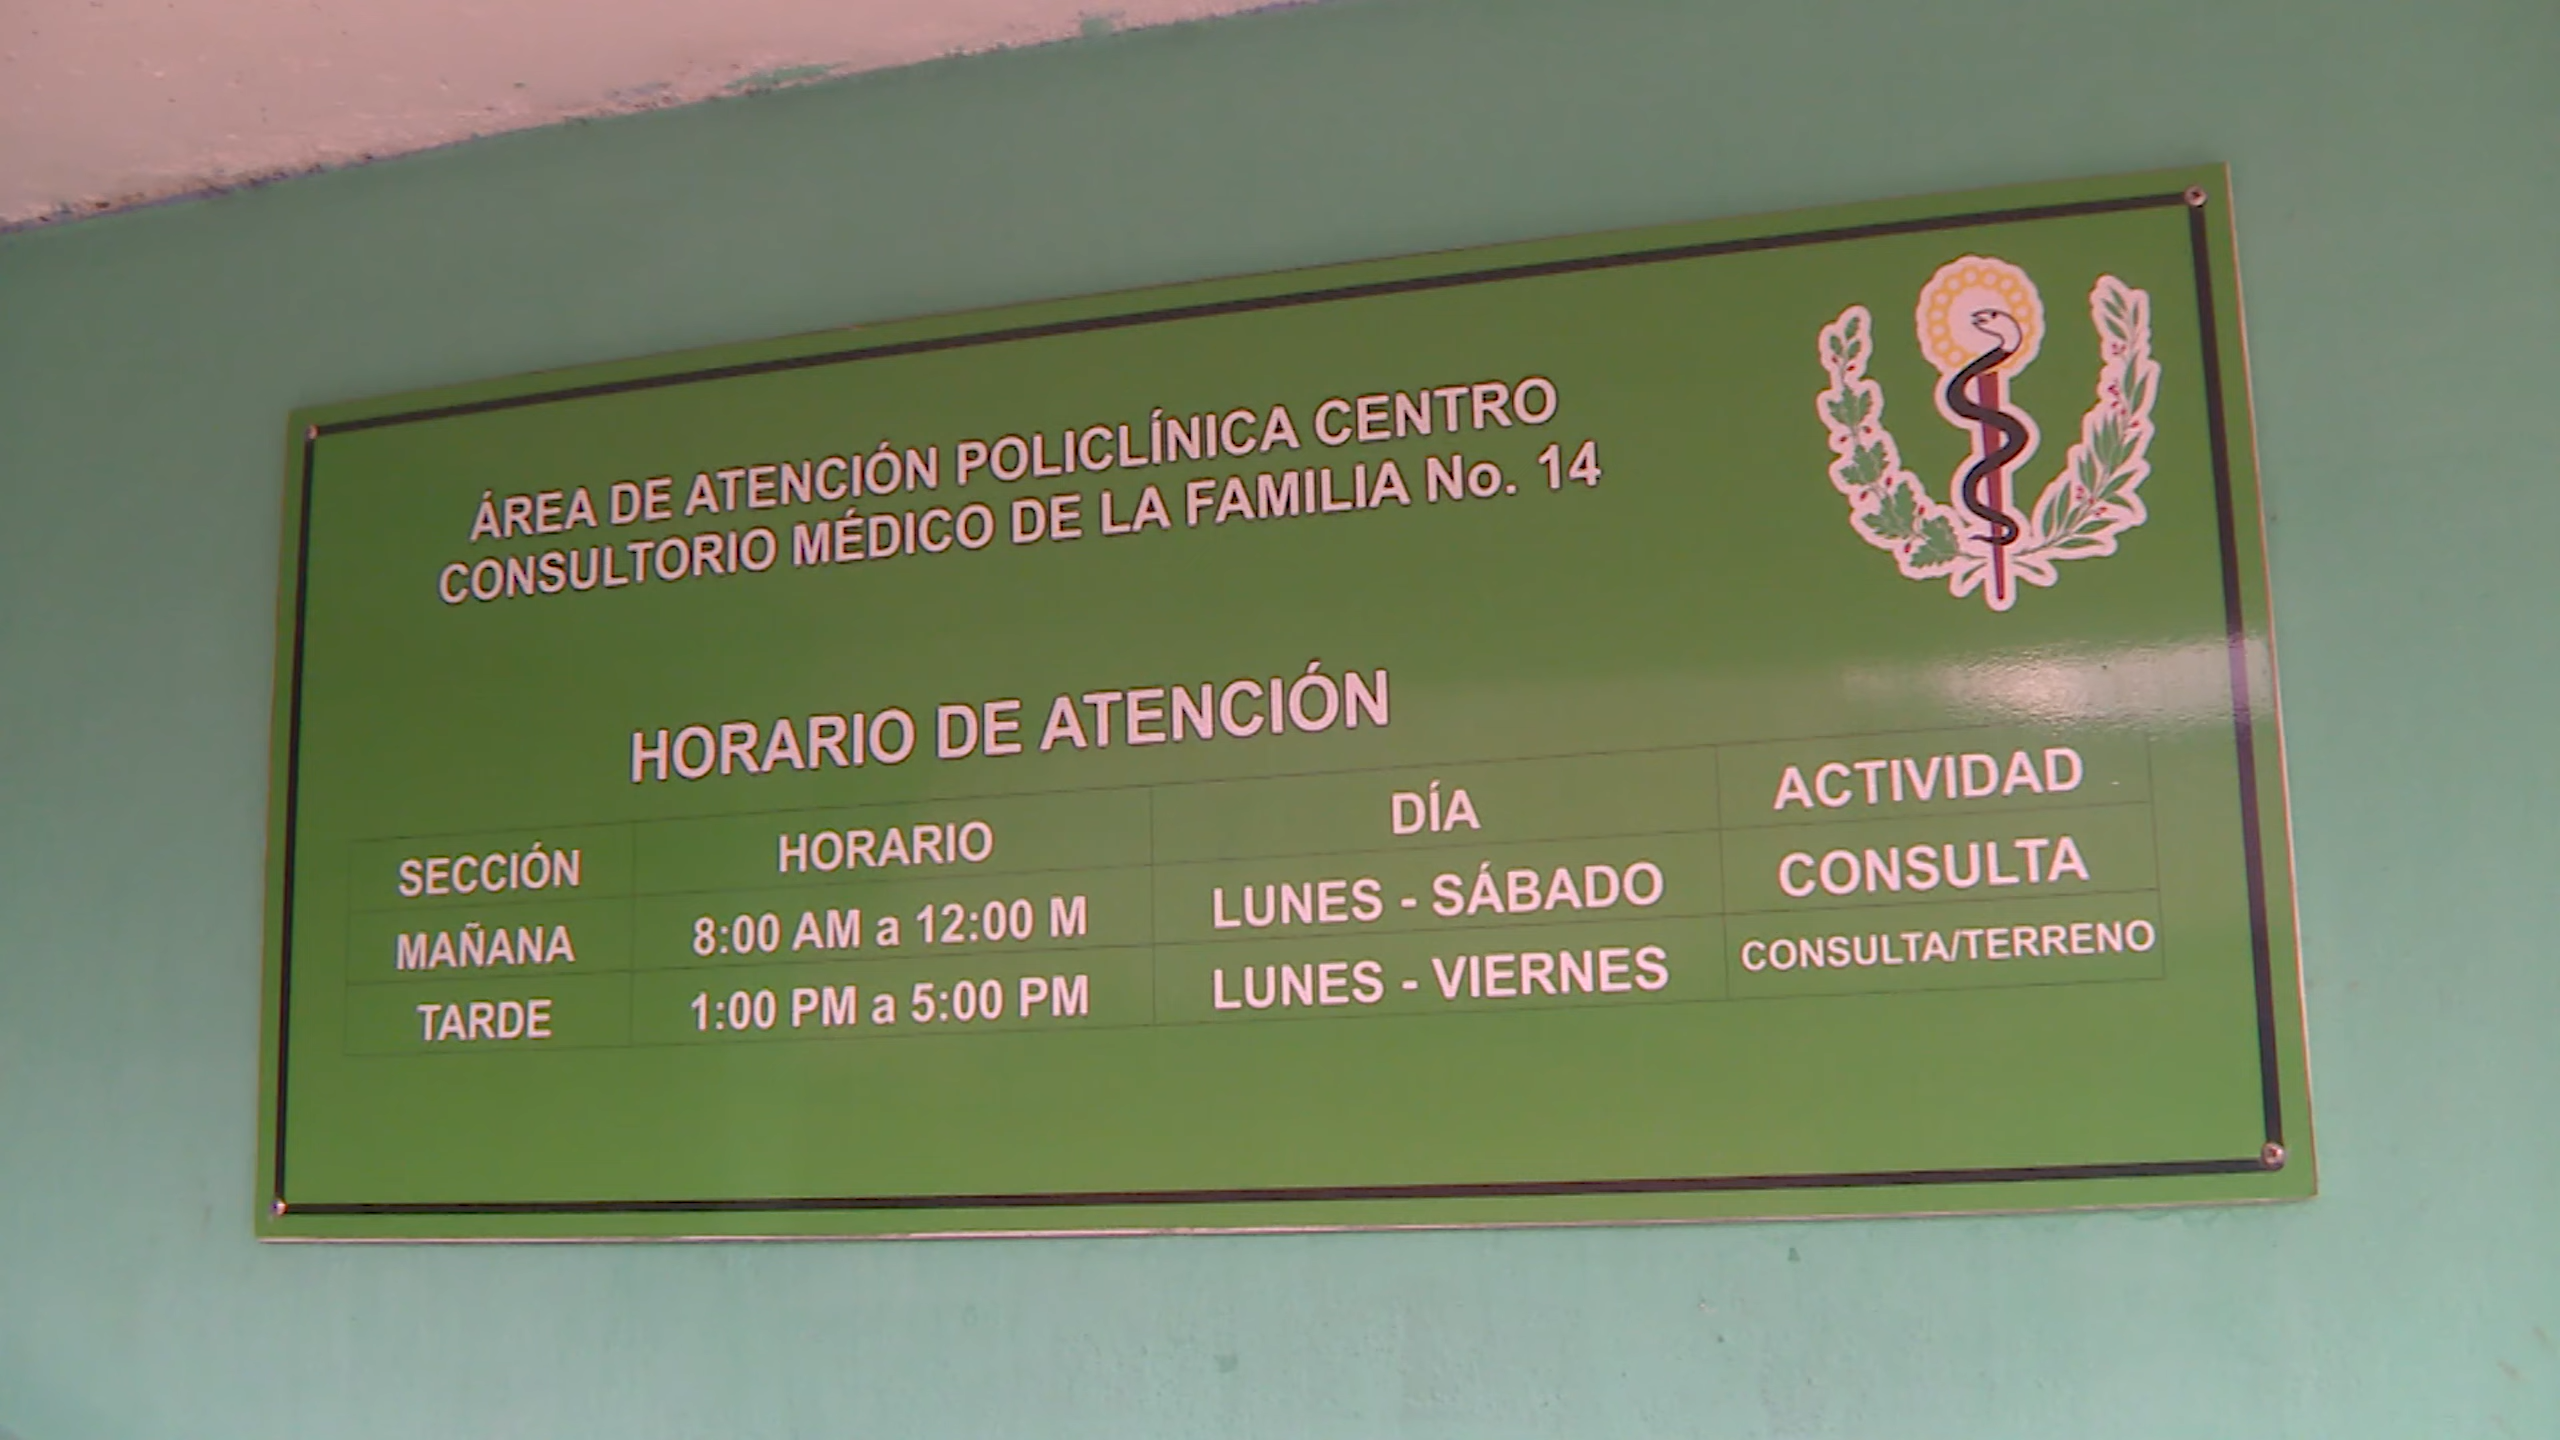 ÁREA DE ATENCIÓN POLICLÍNICA CENTRO
CONSULTORIO MÉDICO DE LA FAMILIA No. 14
HORARIO DE ATENCIÓN
SECCIÓN HORARIO DÍA ACTIVIDAD
MAÑANA 8:00 AM a 12:00 M LUNES - SÁBADO CONSULTA
TARDE 1:00 PM a 5:00 PM LUNES - VIERNES CONSULTA/TERRENO